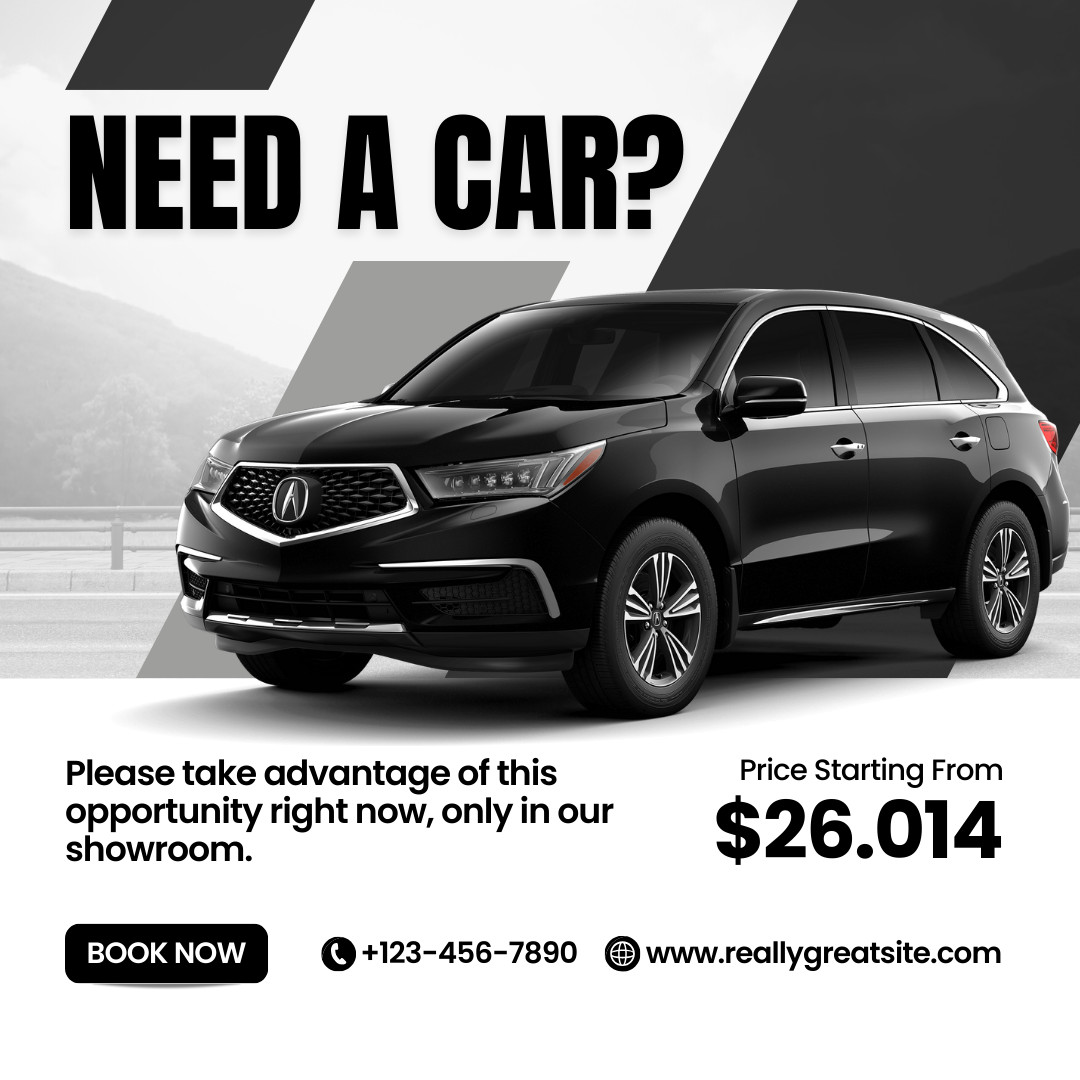 NEED A CAR?
Please take advantage of this
opportunity right now, only in our
showroom.
Price Starting From
$26.014
BOOK NOW
+123-456-7890
www.reallygreatsite.com